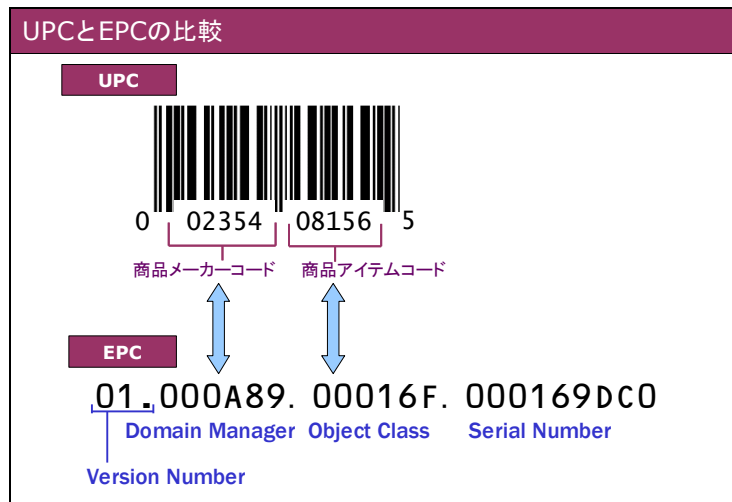 UPCとEPCの比較
UPC
0 02354 08156 5
商品メーカーコード 商品アイテムコード
EPC
01.000A89. 00016F. 000169DC0
Domain Manager Object Class Serial Number
Version Number